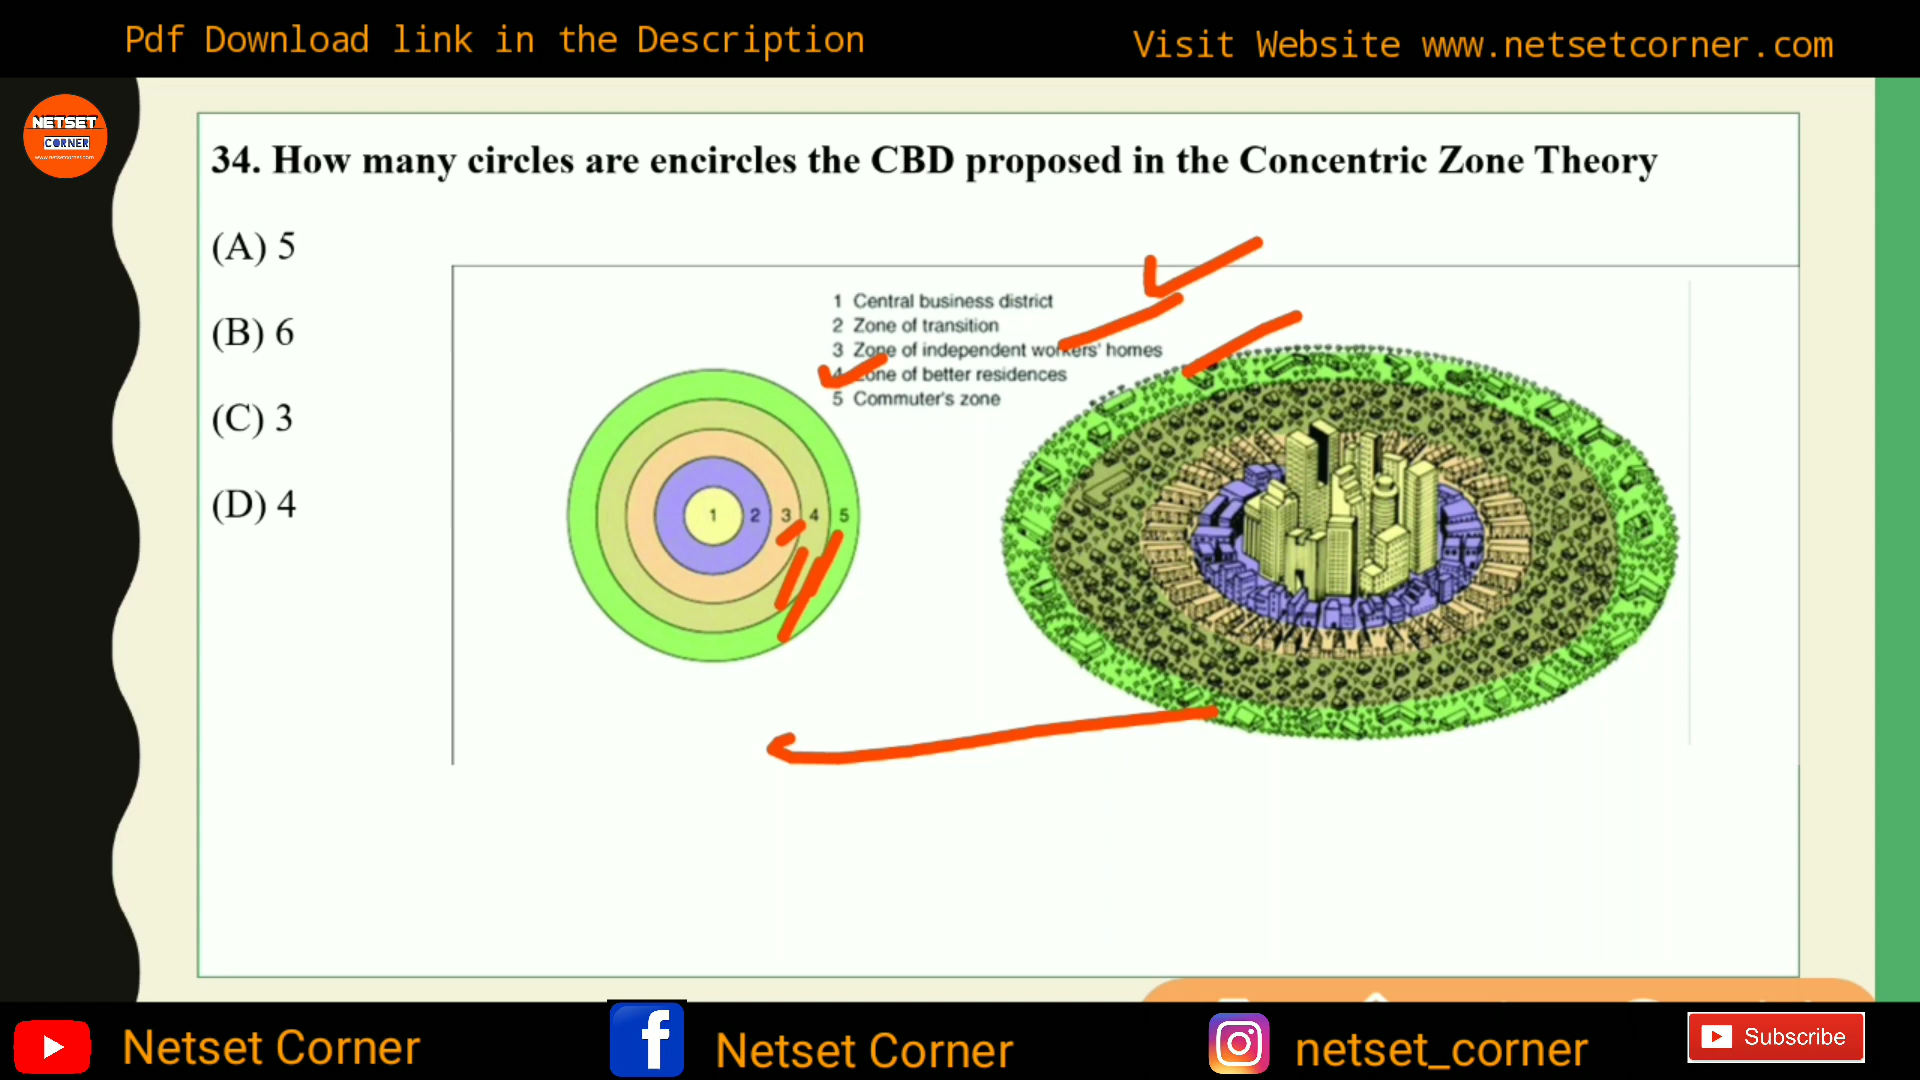 Pdf Download link in the Description
Visit Website www.netsetcorner.com
NETSET
CORNER
www.netsetcorner.com
34. How many circles are encircles the CBD proposed in the Concentric Zone Theory
(A) 5
(B) 6
(C) 3
(D) 4
1 Central business district
2 Zone of transition
3 Zone of independent workers' homes
4 Zone of better residences
5 Commuter's zone
1 2 3 4 5
Netset Corner
Netset Corner
netset_corner
Subscribe